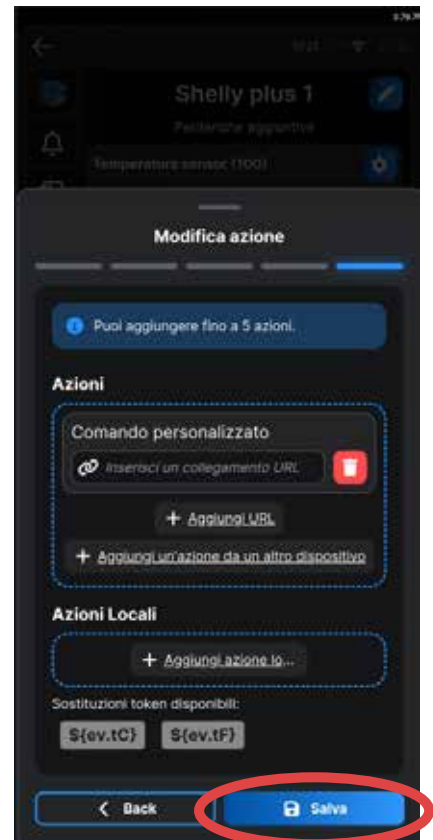 Shelly plus 1
Periferiche aggiuntive
Temperature sensor (100)
Modifica azione
Puoi aggiungere fino a 5 azioni.
Azioni
Comando personalizzato
Inserisci un collegamento URL
+ Aggiungi URL
+ Aggiungi un'azione da un altro dispositivo
Azioni Locali
+ Aggiungi azione lo...
Sostituzioni token disponibili:
${ev.tC} ${ev.tF}
Back Salva